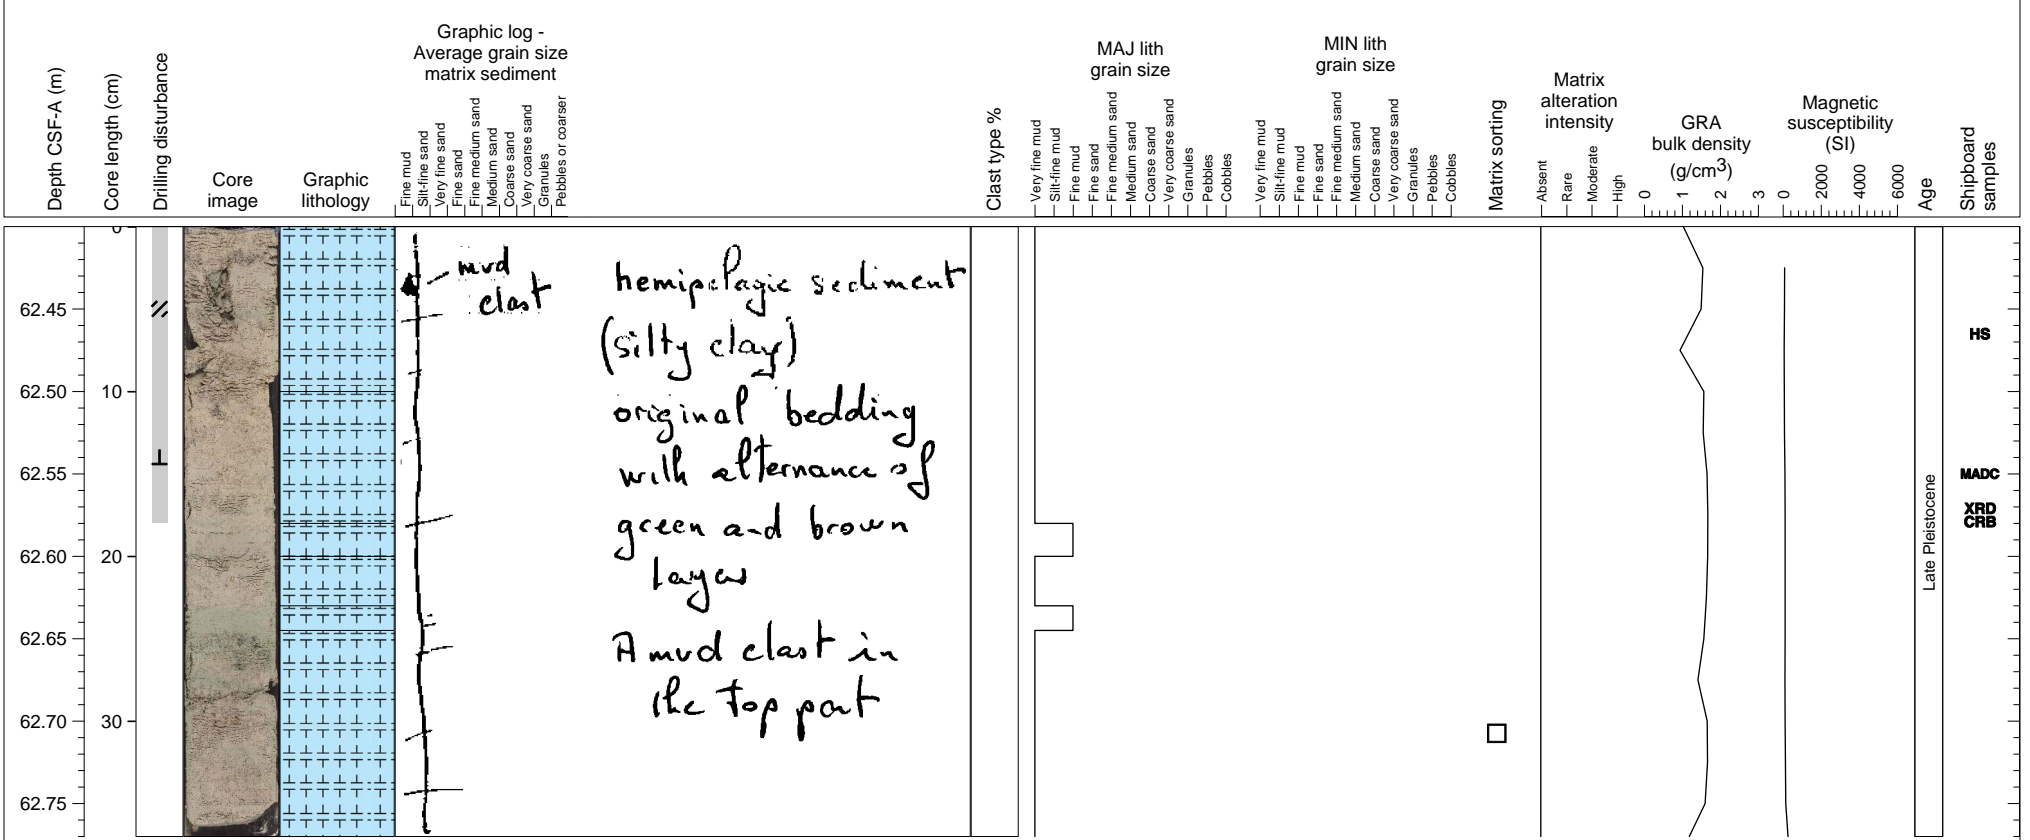 Depth CSF-A (m)
Core length (cm)
Drilling disturbance
Core
image
Graphic
lithology
Graphic log -
Average grain size
matrix sediment
Fine mud
Silt-fine sand
Very fine sand
Fine sand
Fine medium sand
Medium sand
Coarse sand
Very coarse sand
Granules
Pebbles or coarser
Clast type %
MAJ lith
grain size
Very fine mud
Silt-fine mud
Fine mud
Fine sand
Fine medium sand
Medium sand
Coarse sand
Very coarse sand
Granules
Pebbles
Cobbles
MIN lith
grain size
Very fine mud
Silt-fine mud
Fine mud
Fine sand
Fine medium sand
Medium sand
Coarse sand
Very coarse sand
Granules
Pebbles
Cobbles
Matrix sorting
Matrix
alteration
intensity
Absent
Rare
Moderate
High
GRA
bulk density
(g/cm3)
0 1 2 3
Magnetic
susceptibility
(SI)
0 2000 4000 6000
Age
Shipboard
samples
62.45
62.50
62.55
62.60
62.65
62.70
62.75
0
10
20
30
mud
clast
hemipelagic sediment
(silty clay)
original bedding
with alternance of
green and brown
layers
A mud clast in
the top part
Late Pleistocene
HS
MADC
XRD
CRB